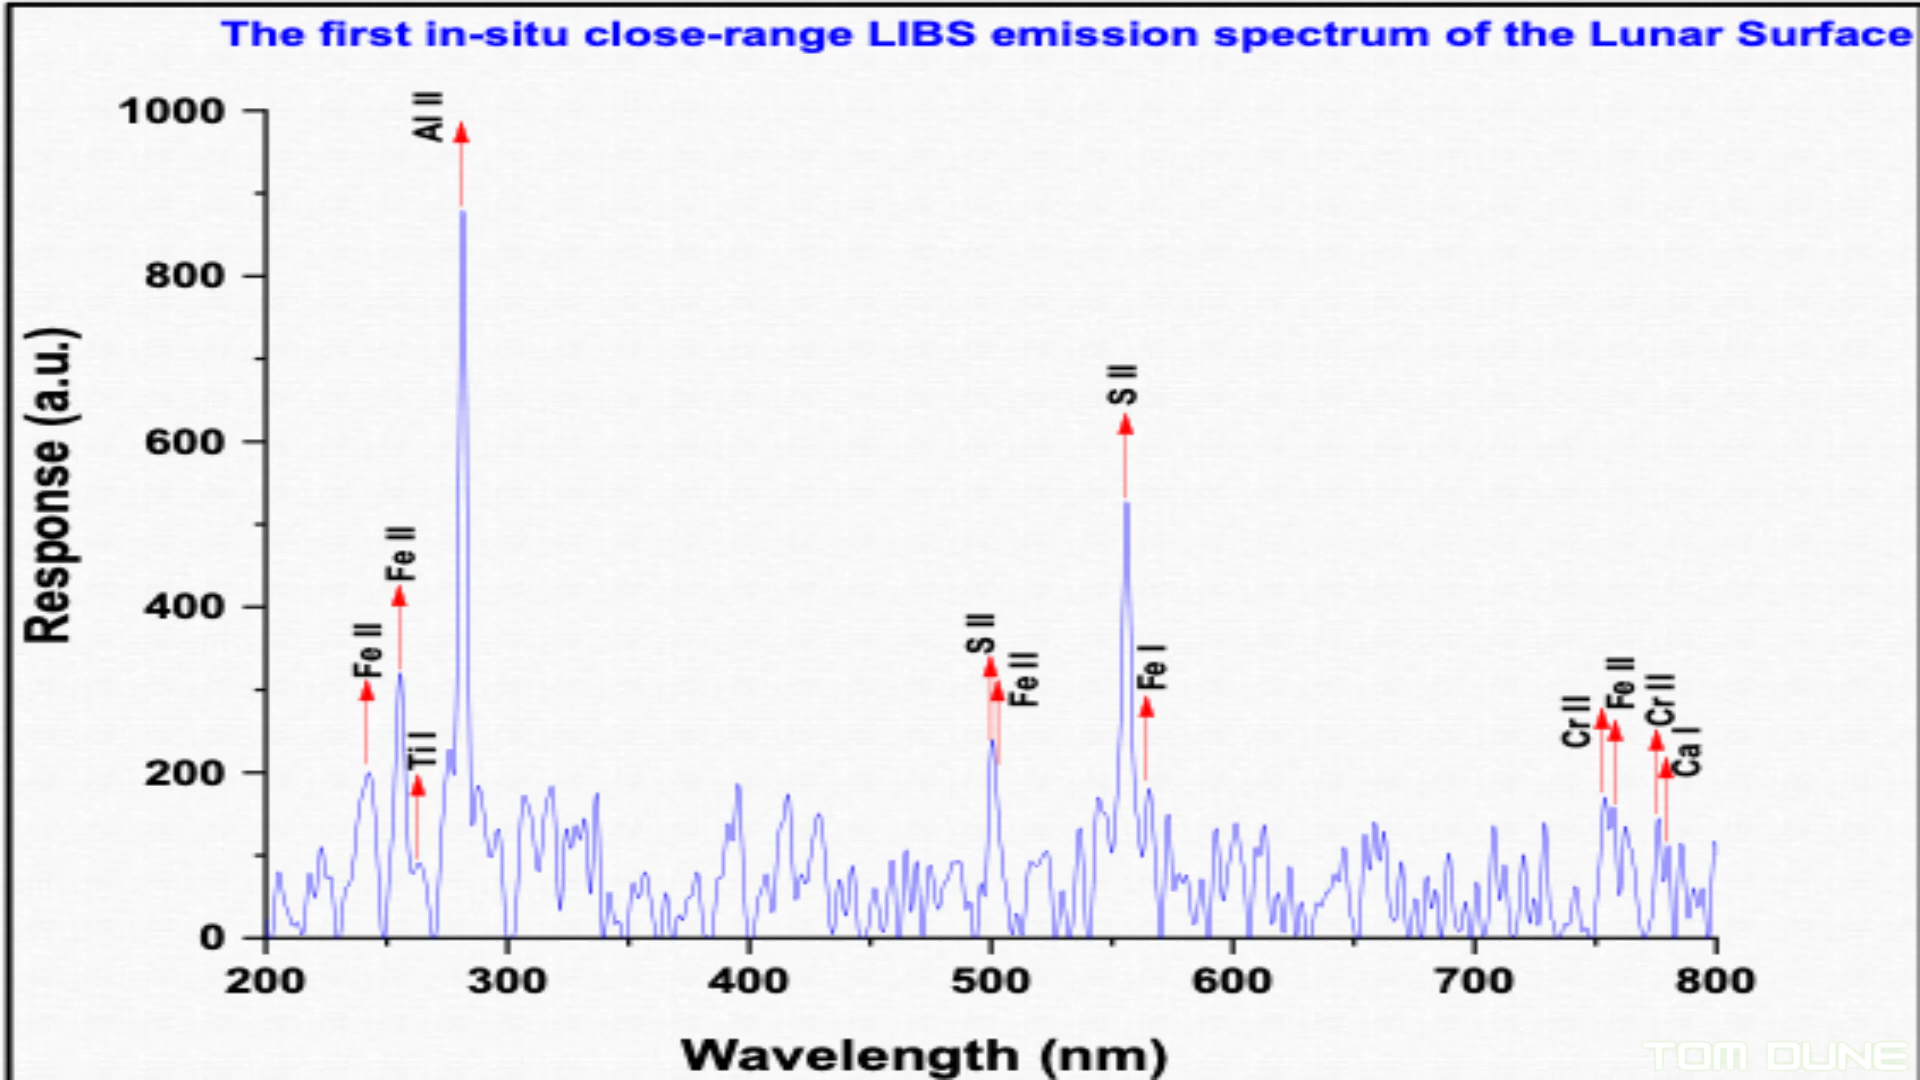 The first in-situ close-range LIBS emission spectrum of the Lunar Surface
Response (a.u.)
1000
800
600
400
200
0
Fe II
Fe II
Ti I
Al II
S II
Fe II
S II
Fe I
Cr II
Fe II
Cr II
Ca I
200 300 400 500 600 700 800
Wavelength (nm)
TOM DUNE